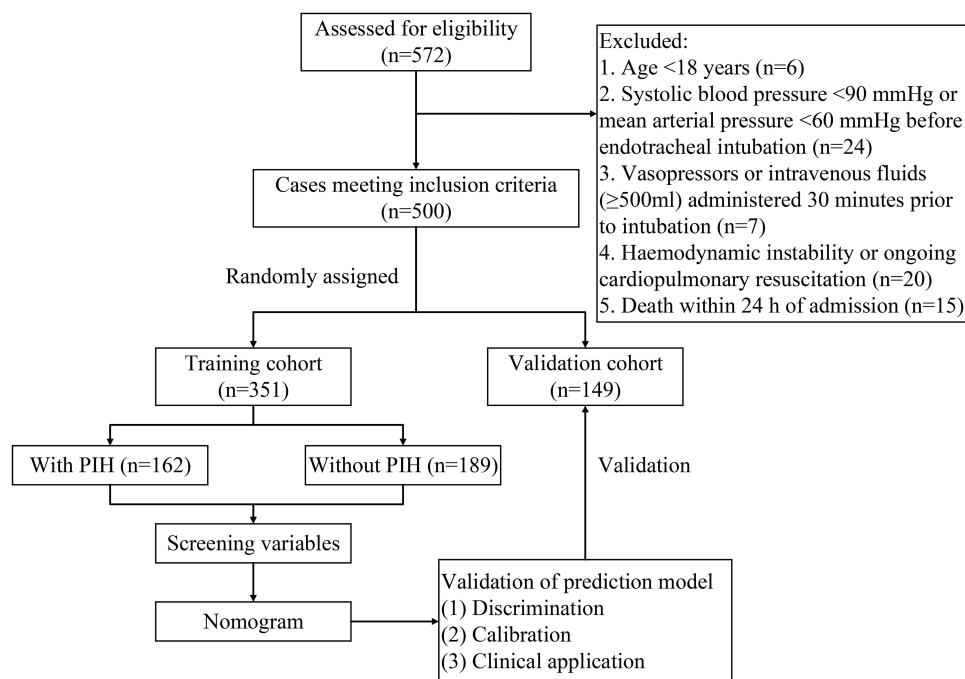 Assessed for eligibility
(n=572)
Excluded:
1. Age <18 years (n=6)
2. Systolic blood pressure <90 mmHg or
mean arterial pressure <60 mmHg before
endotracheal intubation (n=24)
3. Vasopressors or intravenous fluids
(≥500ml) administered 30 minutes prior
to intubation (n=7)
4. Haemodynamic instability or ongoing
cardiopulmonary resuscitation (n=20)
5. Death within 24 h of admission (n=15)
Cases meeting inclusion criteria
(n=500)
Randomly assigned
Training cohort
(n=351)
Validation cohort
(n=149)
With PIH (n=162)
Without PIH (n=189)
Validation
Screening variables
Nomogram
Validation of prediction model
(1) Discrimination
(2) Calibration
(3) Clinical application